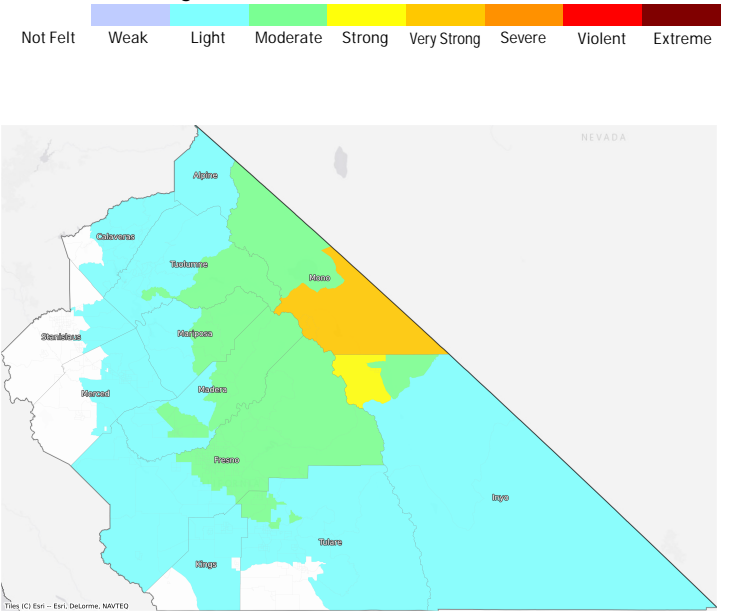 Not Felt Weak Light Moderate Strong Very Strong Severe Violent Extreme
NEVADA
Alpine
Calaveras
Tuolumne
Mono
Stanislaus
Mariposa
Merced
Madera
Fresno
Inyo
Tulare
Kings
Tiles (C) Esri -- Esri, DeLorme, NAVTEQ